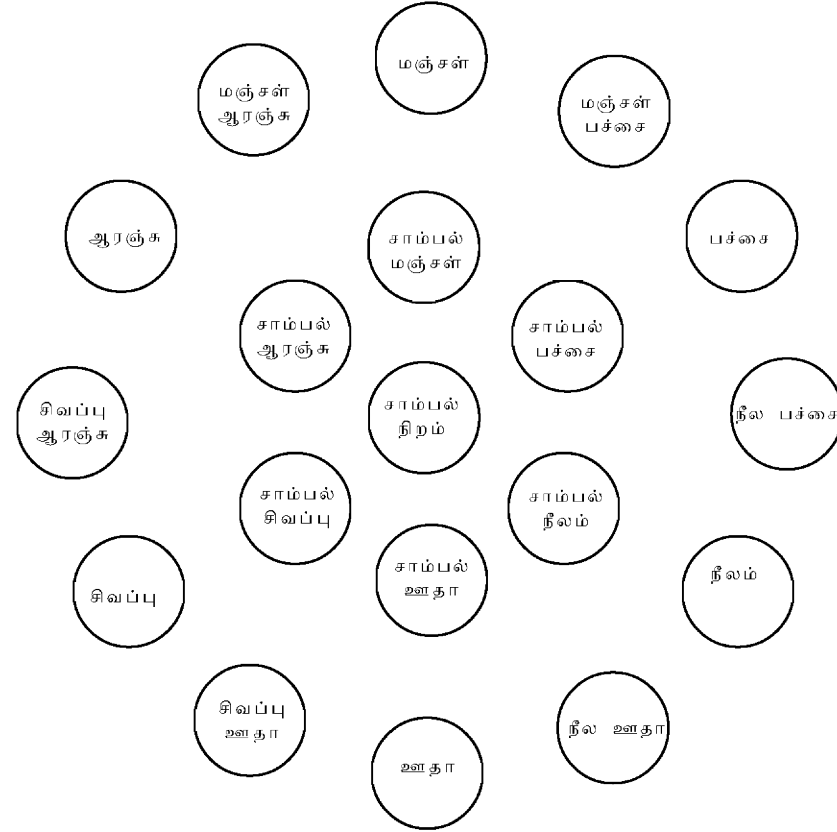 மஞ்சள்
மஞ்சள்
ஆரஞ்சு
மஞ்சள்
பச்சை
ஆரஞ்சு
சாம்பல்
மஞ்சள்
பச்சை
சாம்பல்
ஆரஞ்சு
சாம்பல்
பச்சை
சிவப்பு
ஆரஞ்சு
சாம்பல்
நிறம்
நீல பச்சை
சாம்பல்
சிவப்பு
சாம்பல்
நீலம்
சிவப்பு
சாம்பல்
ஊதா
நீலம்
சிவப்பு
ஊதா
ஊதா
நீல ஊதா